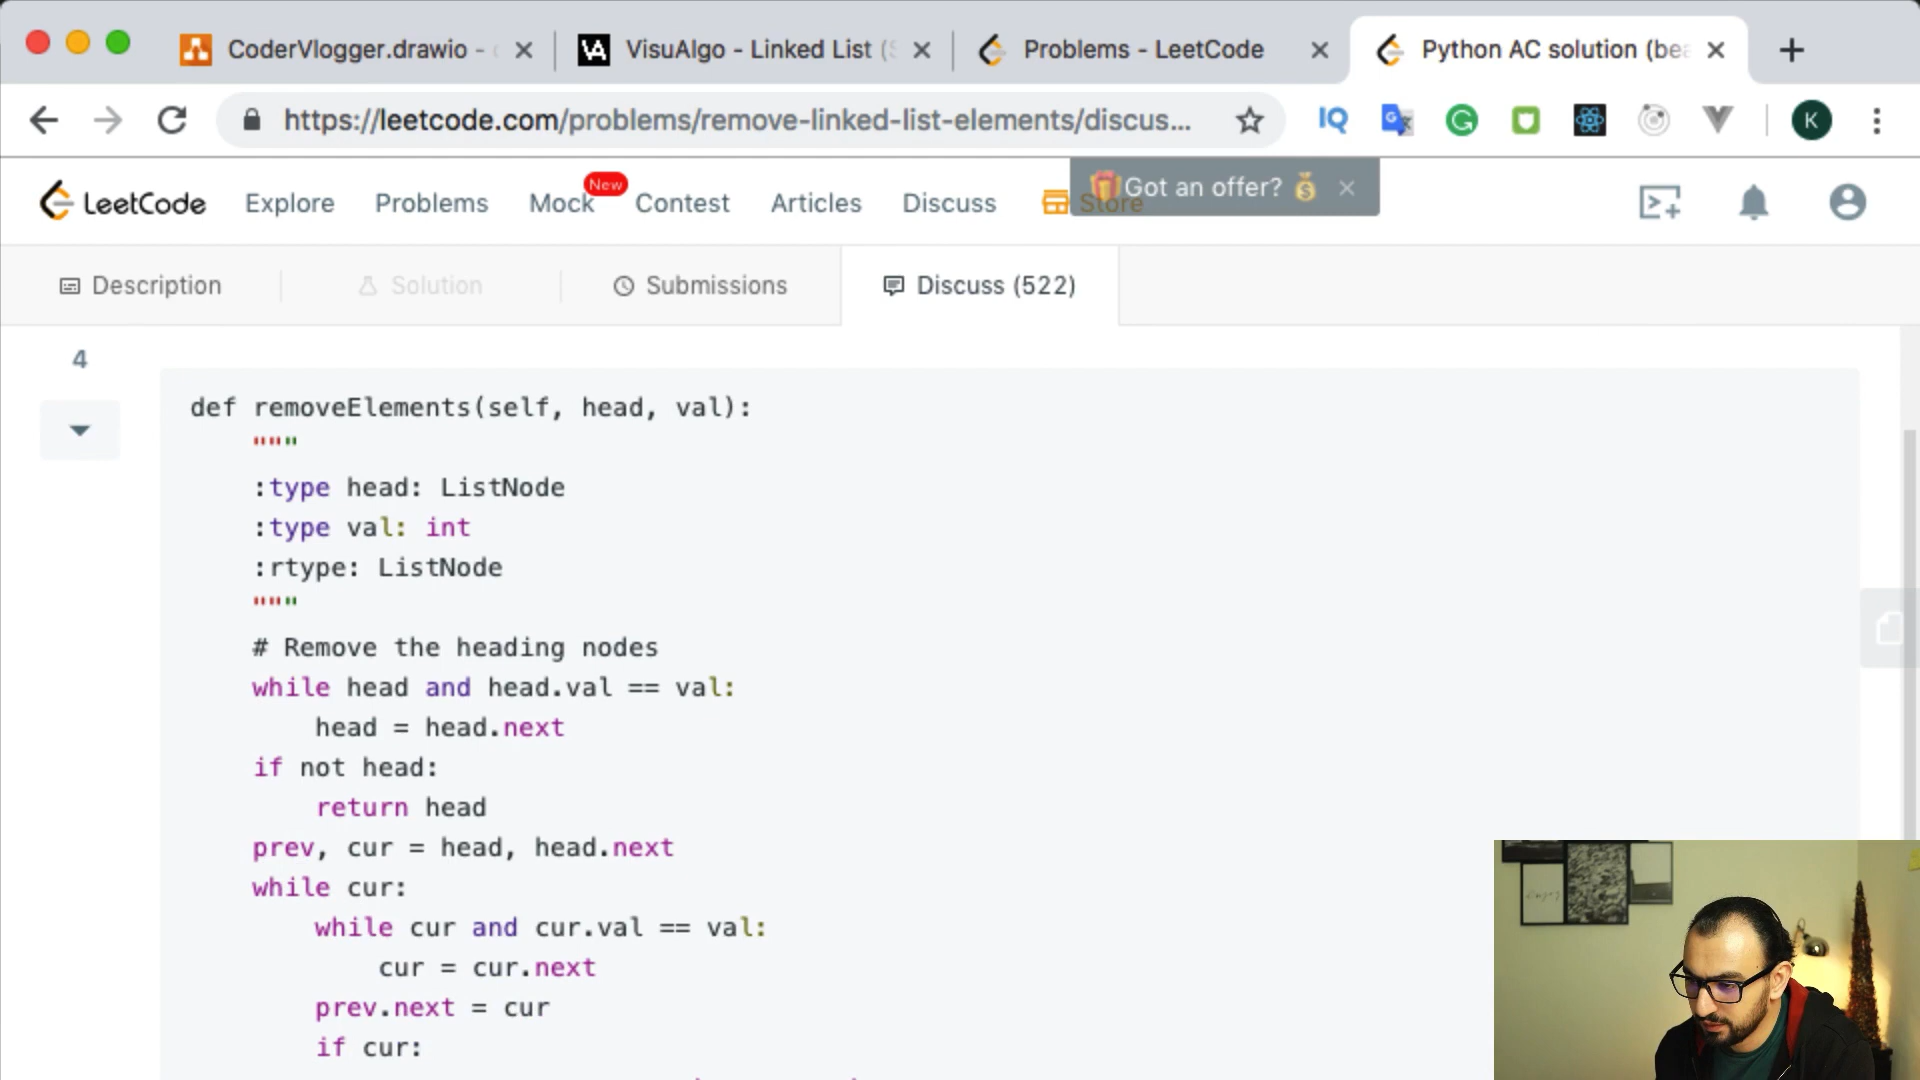 CoderVlogger.drawio -
VisuAlgo - Linked List (
Problems - LeetCode
Python AC solution (bea
https://leetcode.com/problems/remove-linked-list-elements/discus...
IQ
K
LeetCode
Explore
Problems
Mock
New
Contest
Articles
Discuss
Store
Got an offer?
Description
Solution
Submissions
Discuss (522)
4
def removeElements(self, head, val):
"""
:type head: ListNode
:type val: int
:rtype: ListNode
"""
# Remove the heading nodes
while head and head.val == val:
head = head.next
if not head:
return head
prev, cur = head, head.next
while cur:
while cur and cur.val == val:
cur = cur.next
prev.next = cur
if cur: